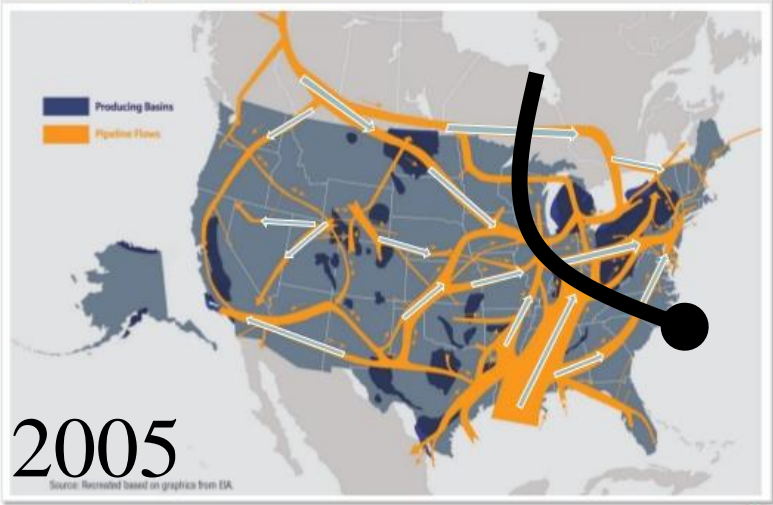 Producing Basins
Pipeline Flows
2005
Source: Recreated based on graphics from EIA.